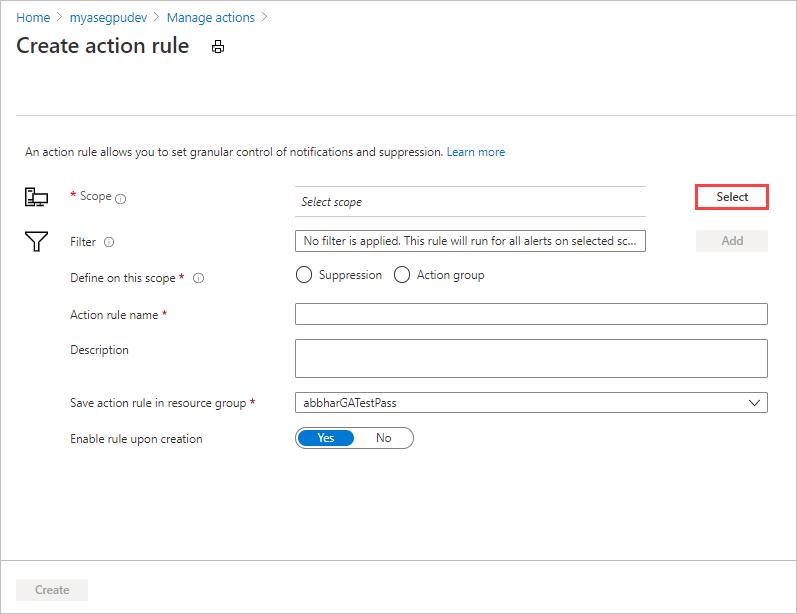 Home > myasegpudev > Manage actions >
Create action rule
An action rule allows you to set granular control of notifications and suppression. Learn more
* Scope Select scope Select
Filter No filter is applied. This rule will run for all alerts on selected sc... Add
Define on this scope * Suppression Action group
Action rule name *
Description
Save action rule in resource group * abbharGATestPass
Enable rule upon creation Yes No
Create